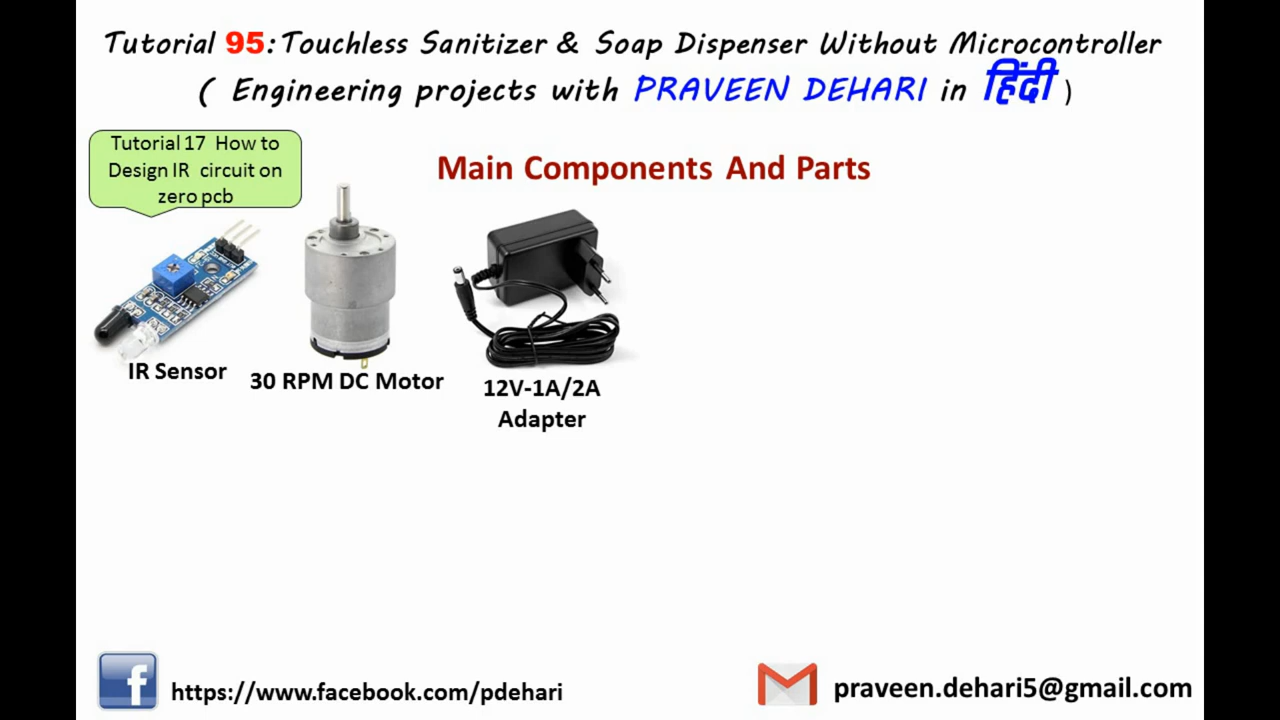 Tutorial 95:Touchless Sanitizer & Soap Dispenser Without Microcontroller
( Engineering projects with PRAVEEN DEHARI in हिंदी )
Tutorial 17 How to
Design IR circuit on
zero pcb
Main Components And Parts
IR Sensor
30 RPM DC Motor
12V-1A/2A
Adapter
f
https://www.facebook.com/pdehari
praveen.dehari5@gmail.com